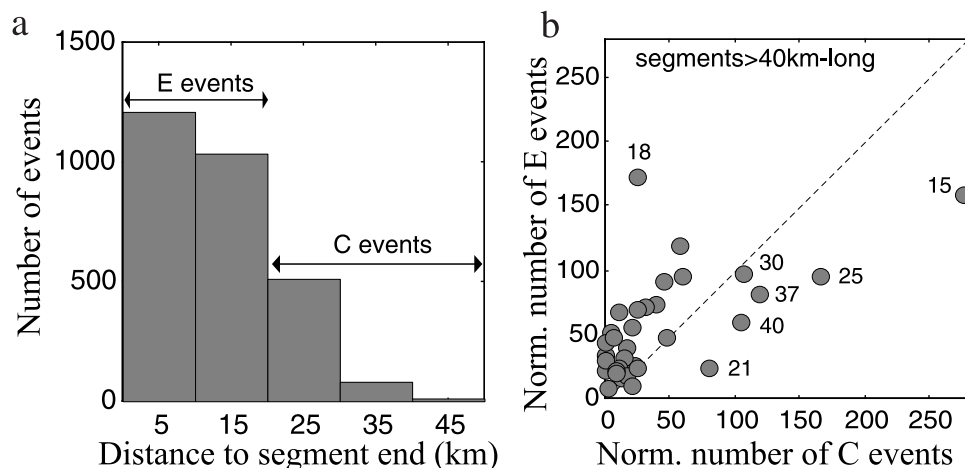 a
1500
1000
500
0
E events
C events
5 15 25 35 45
Number of events
Distance to segment end (km)
b
segments>40km-long
250
200
150
100
50
0
18
15
30
25
37
40
21
0 50 100 150 200 250
Norm. number of E events
Norm. number of C events